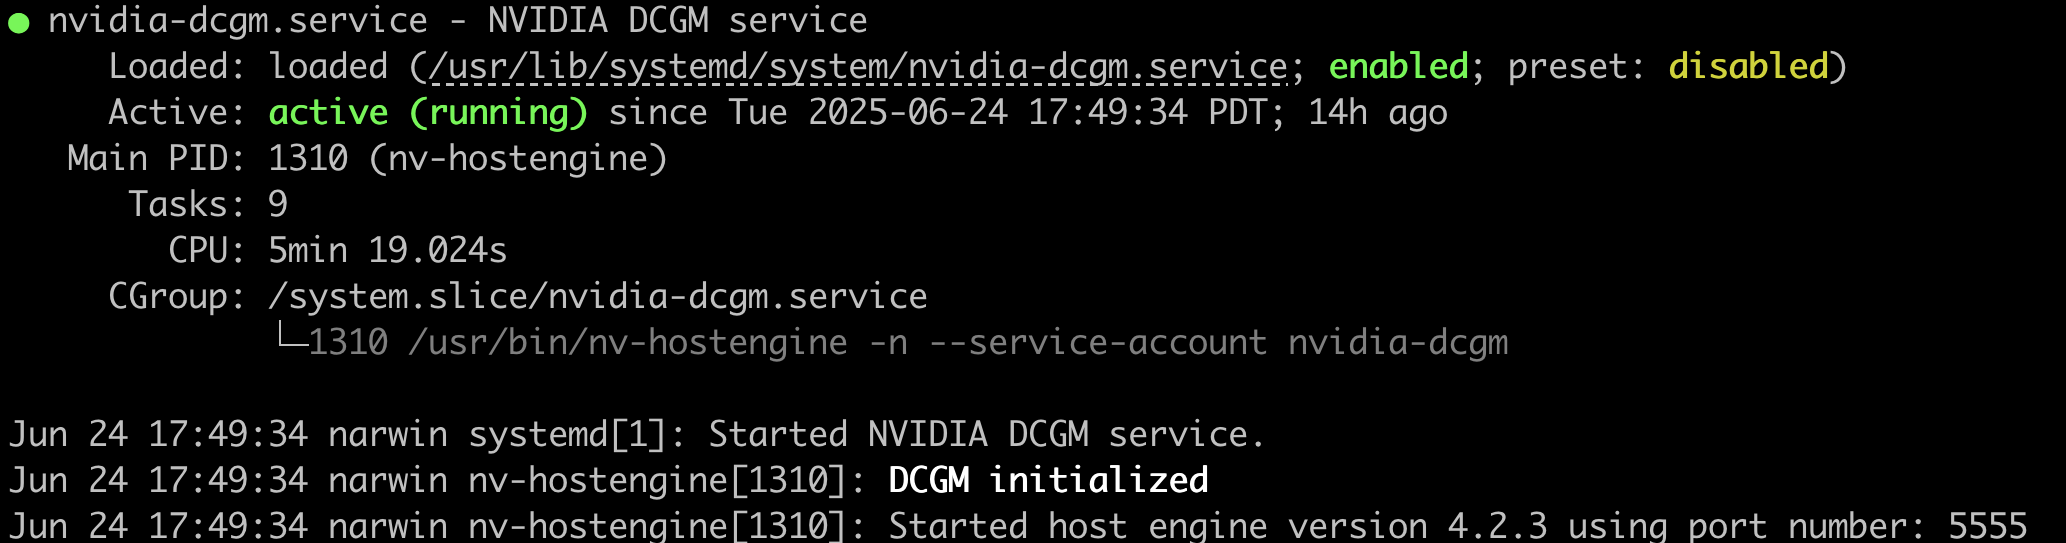 ● nvidia-dcgm.service - NVIDIA DCGM service
     Loaded: loaded (/usr/lib/systemd/system/nvidia-dcgm.service; enabled; preset: disabled)
     Active: active (running) since Tue 2025-06-24 17:49:34 PDT; 14h ago
   Main PID: 1310 (nv-hostengine)
      Tasks: 9
        CPU: 5min 19.024s
     CGroup: /system.slice/nvidia-dcgm.service
             └─1310 /usr/bin/nv-hostengine -n --service-account nvidia-dcgm

Jun 24 17:49:34 narwin systemd[1]: Started NVIDIA DCGM service.
Jun 24 17:49:34 narwin nv-hostengine[1310]: DCGM initialized
Jun 24 17:49:34 narwin nv-hostengine[1310]: Started host engine version 4.2.3 using port number: 5555